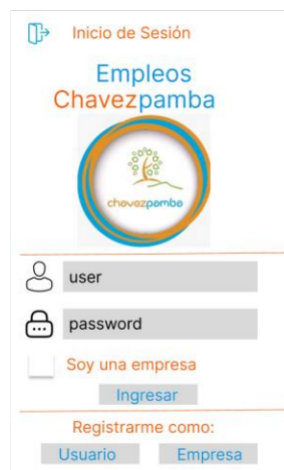 Inicio de Sesión
Empleos
Chavezpamba
chavezpamba
user
password
Soy una empresa
Ingresar
Registrarme como:
Usuario Empresa